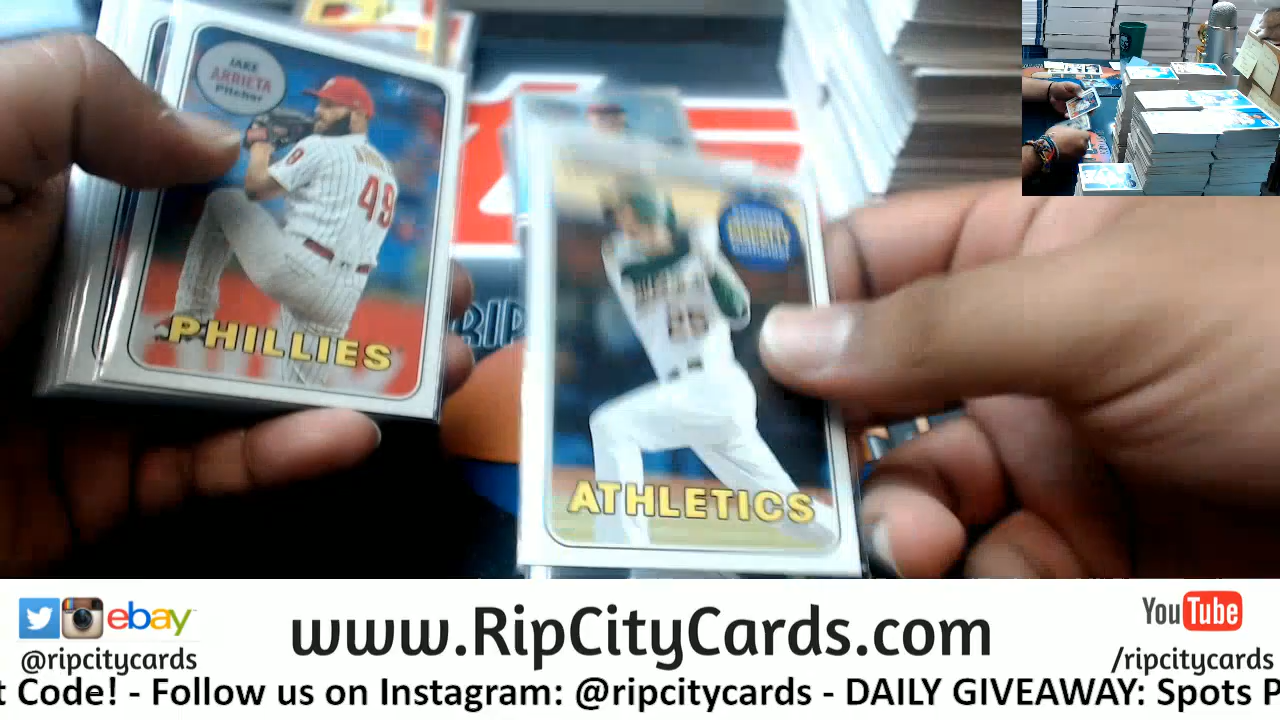 JAKE
ARRIETA
Pitcher
49
PHILLIES
RIP
ATHLETICS
ebay
@ripcitycards
www.RipCityCards.com
YouTube
/ripcitycards
t Code! - Follow us on Instagram: @ripcitycards - DAILY GIVEAWAY: Spots P